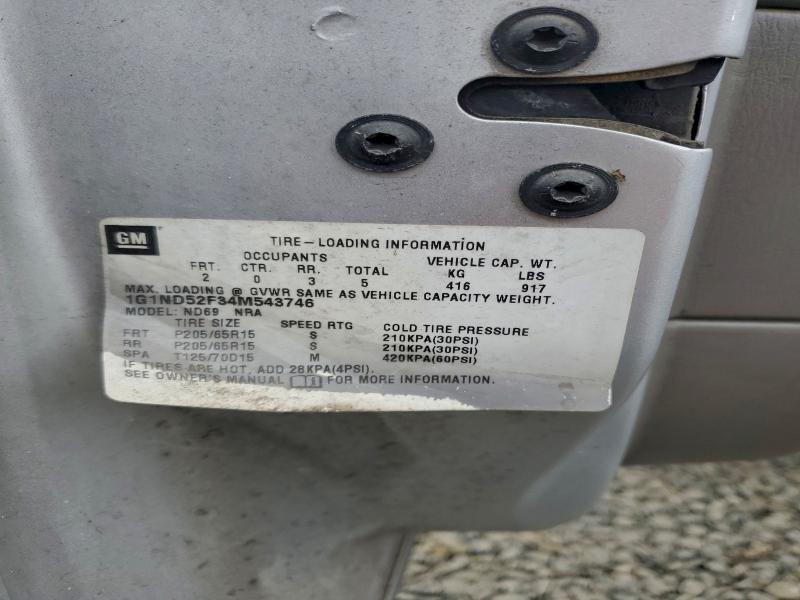 GM
TIRE-LOADING INFORMATION
OCCUPANTS VEHICLE CAP. WT.
FRT. CTR. RR. TOTAL KG LBS
2 0 3 5 416 917
MAX. LOADING @ GVWR SAME AS VEHICLE CAPACITY WEIGHT.
1G1ND52F34M543746
MODEL: ND69 NRA
TIRE SIZE SPEED RTG COLD TIRE PRESSURE
FRT P205/65R15 S 210KPA(30PSI)
RR P205/65R15 S 210KPA(30PSI)
SPA T125/70D15 M 420KPA(60PSI)
IF TIRES ARE HOT, ADD 28KPA(4PSI).
SEE OWNER'S MANUAL FOR MORE INFORMATION.